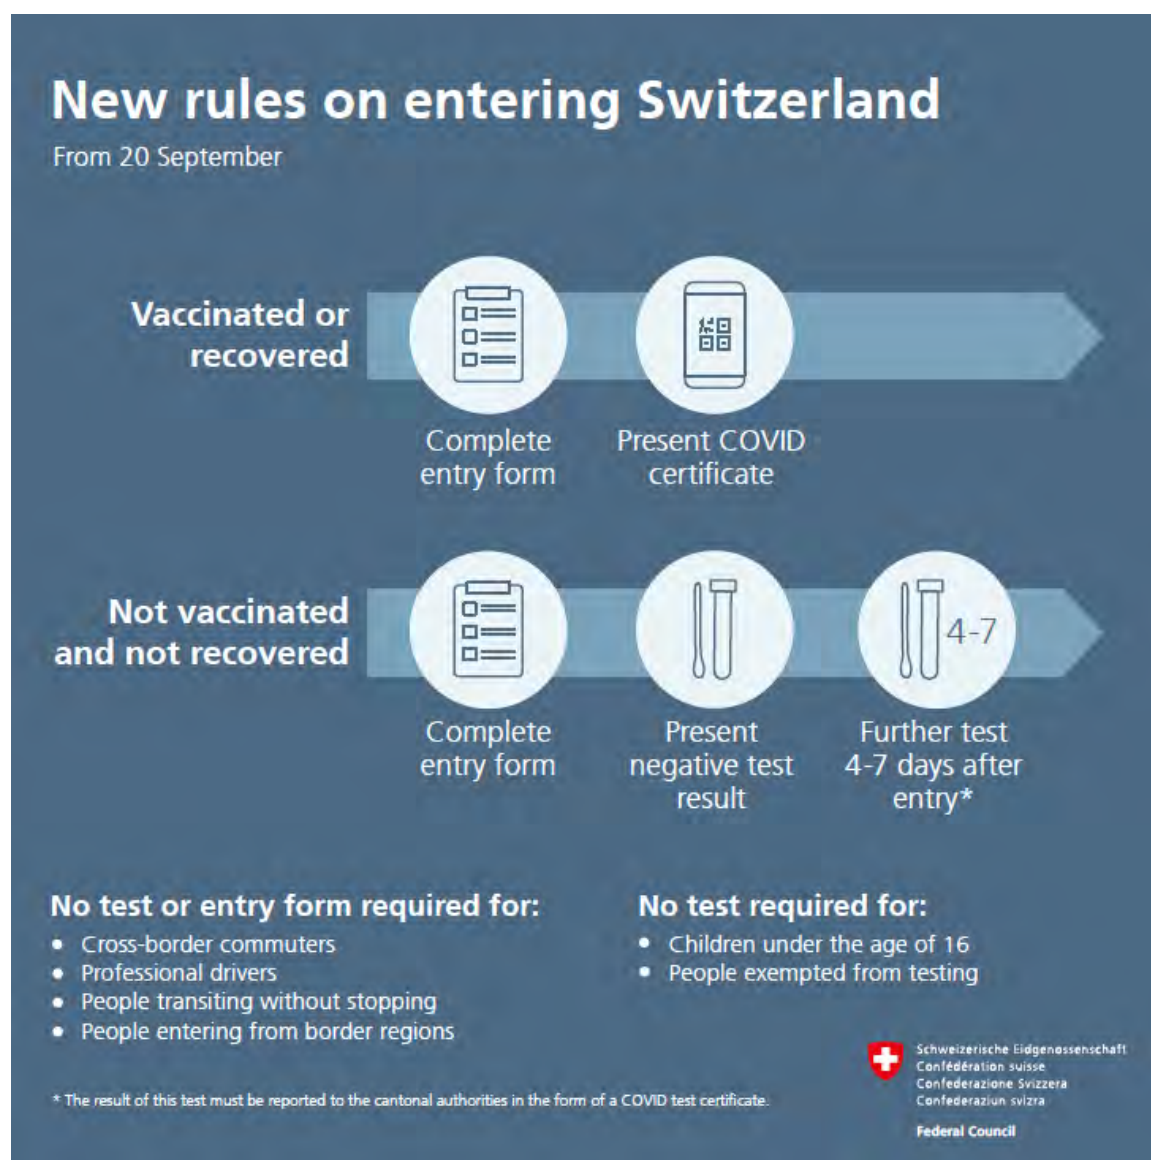 New rules on entering Switzerland
From 20 September
Vaccinated or
recovered
Complete
entry form
Present COVID
certificate
Not vaccinated
and not recovered
4-7
Complete
entry form
Present
negative test
result
Further test
4-7 days after
entry*
No test or entry form required for:
• Cross-border commuters
• Professional drivers
• People transiting without stopping
• People entering from border regions
No test required for:
• Children under the age of 16
• People exempted from testing
* The result of this test must be reported to the cantonal authorities in the form of a COVID test certificate.
Schweizerische Eidgenossenschaft
Confédération suisse
Confederazione Svizzera
Confederaziun svizra
Federal Council